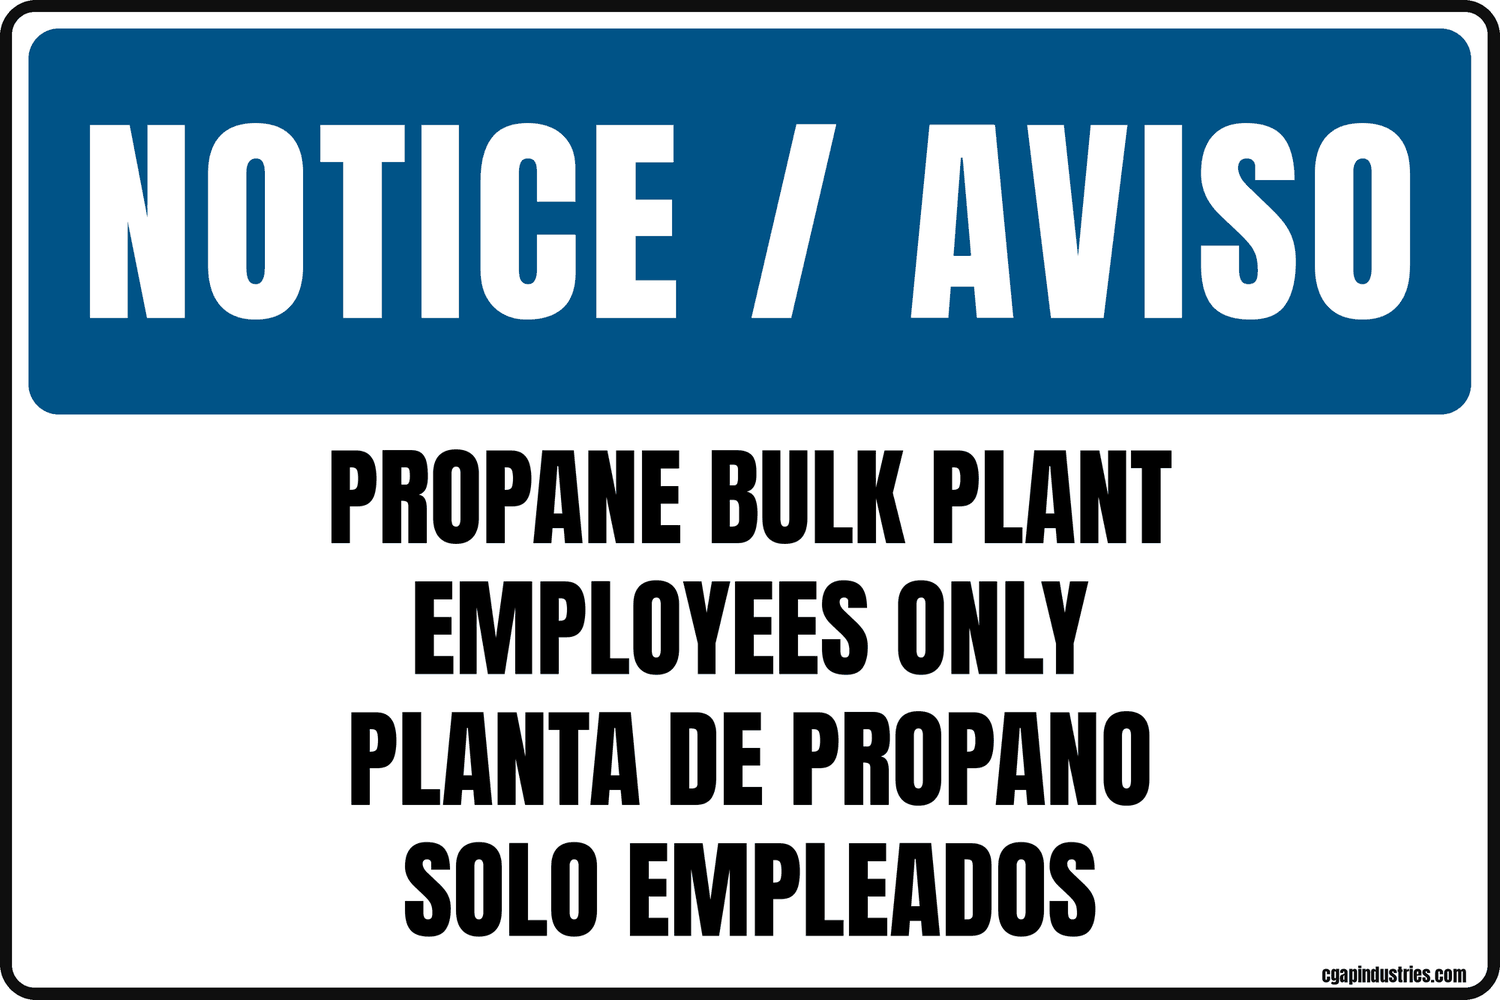 NOTICE / AVISO
PROPANE BULK PLANT
EMPLOYEES ONLY
PLANTA DE PROPANO
SOLO EMPLEADOS
cgapindustries.com